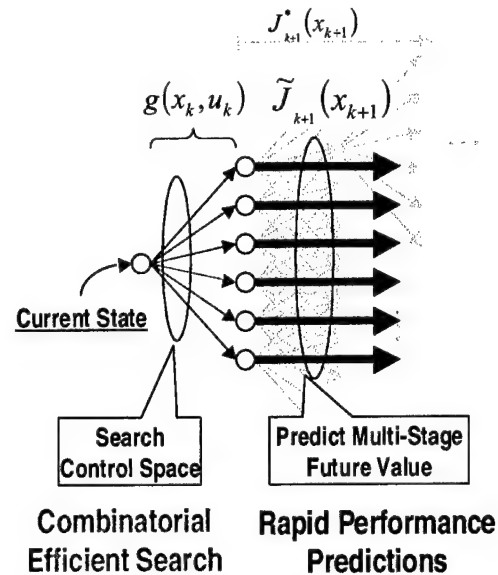 J*ₖ₊₁(xₖ₊₁)
g(xₖ, uₖ) J̃ₖ₊₁(xₖ₊₁)
Current State
Search
Control Space
Predict Multi-Stage
Future Value
Combinatorial
Efficient Search
Rapid Performance
Predictions